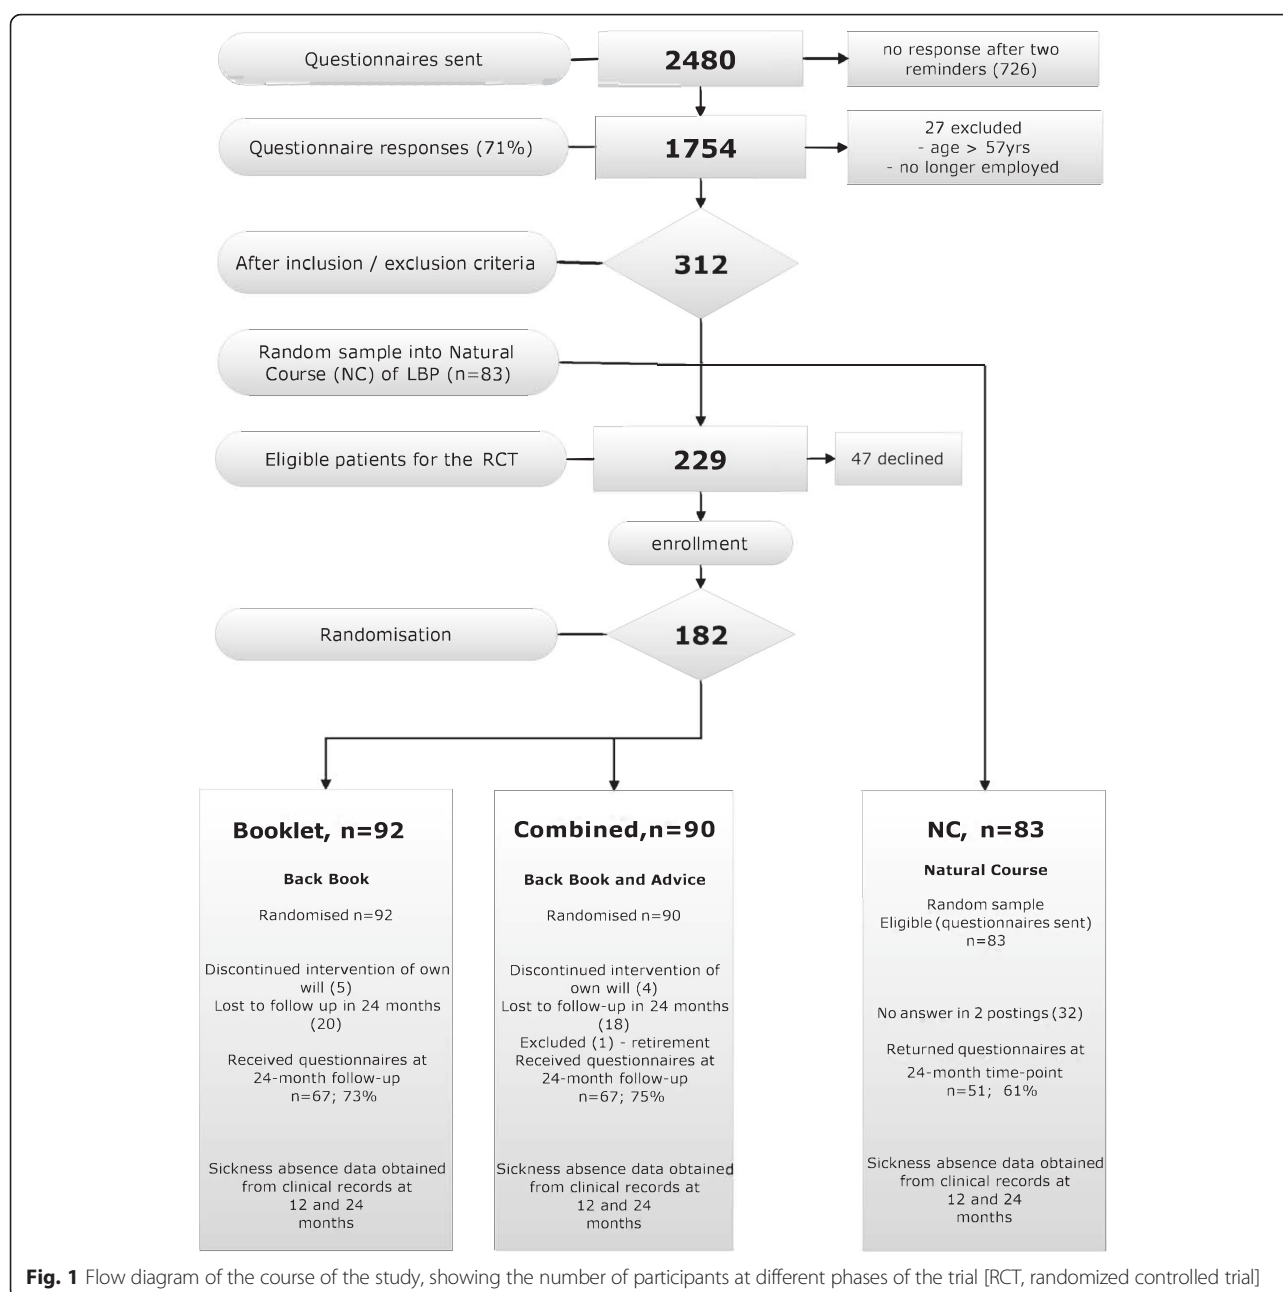 Questionnaires sent
2480
no response after two
reminders (726)
Questionnaire responses (71%)
1754
27 excluded
- age > 57yrs
- no longer employed
After inclusion / exclusion criteria
312
Random sample into Natural
Course (NC) of LBP (n=83)
Eligible patients for the RCT
229
47 declined
enrollment
Randomisation
182
Booklet, n=92
Back Book
Randomised n=92
Discontinued intervention of own
will (5)
Lost to follow up in 24 months
(20)
Received questionnaires at
24-month follow-up
n=67; 73%
Sickness absence data obtained
from clinical records at
12 and 24
months
Combined,n=90
Back Book and Advice
Randomised n=90
Discontinued intervention of
own will (4)
Lost to follow-up in 24 months
(18)
Excluded (1) - retirement
Received questionnaires at
24-month follow-up
n=67; 75%
Sickness absence data obtained
from clinical records at
12 and 24
months
NC, n=83
Natural Course
Random sample
Eligible (questionnaires sent)
n=83
No answer in 2 postings (32)
Returned questionnaires at
24-month time-point
n=51; 61%
Sickness absence data obtained
from clinical records at
12 and 24
months
Fig. 1 Flow diagram of the course of the study, showing the number of participants at different phases of the trial [RCT, randomized controlled trial]